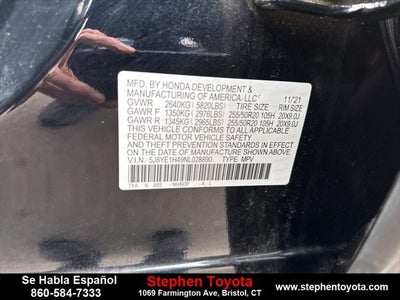 MFD. BY HONDA DEVELOPMENT &
MANUFACTURING OF AMERICA, LLC 11/21
GVWR 2640KG( 5820LBS) TIRE SIZE RIM SIZE
GAWR F 1350KG( 2976LBS) 255/50R20 105H 20X9.0J
GAWR R 1345KG( 2965LBS) 255/50R20 105H 20X9.0J
THIS VEHICLE CONFORMS TO ALL APPLICABLE
FEDERAL MOTOR VEHICLE SAFETY
AND THEFT PREVENTION STANDARDS IN EFFECT
ON THE DATE OF MANUFACTURE SHOWN ABOVE.
V.I.N.: 5J8YE1H49NL028890 TYPE: MPV
Se Habla Español
860-584-7333
Stephen Toyota
1069 Farmington Ave, Bristol, CT
www.stephentoyota.com